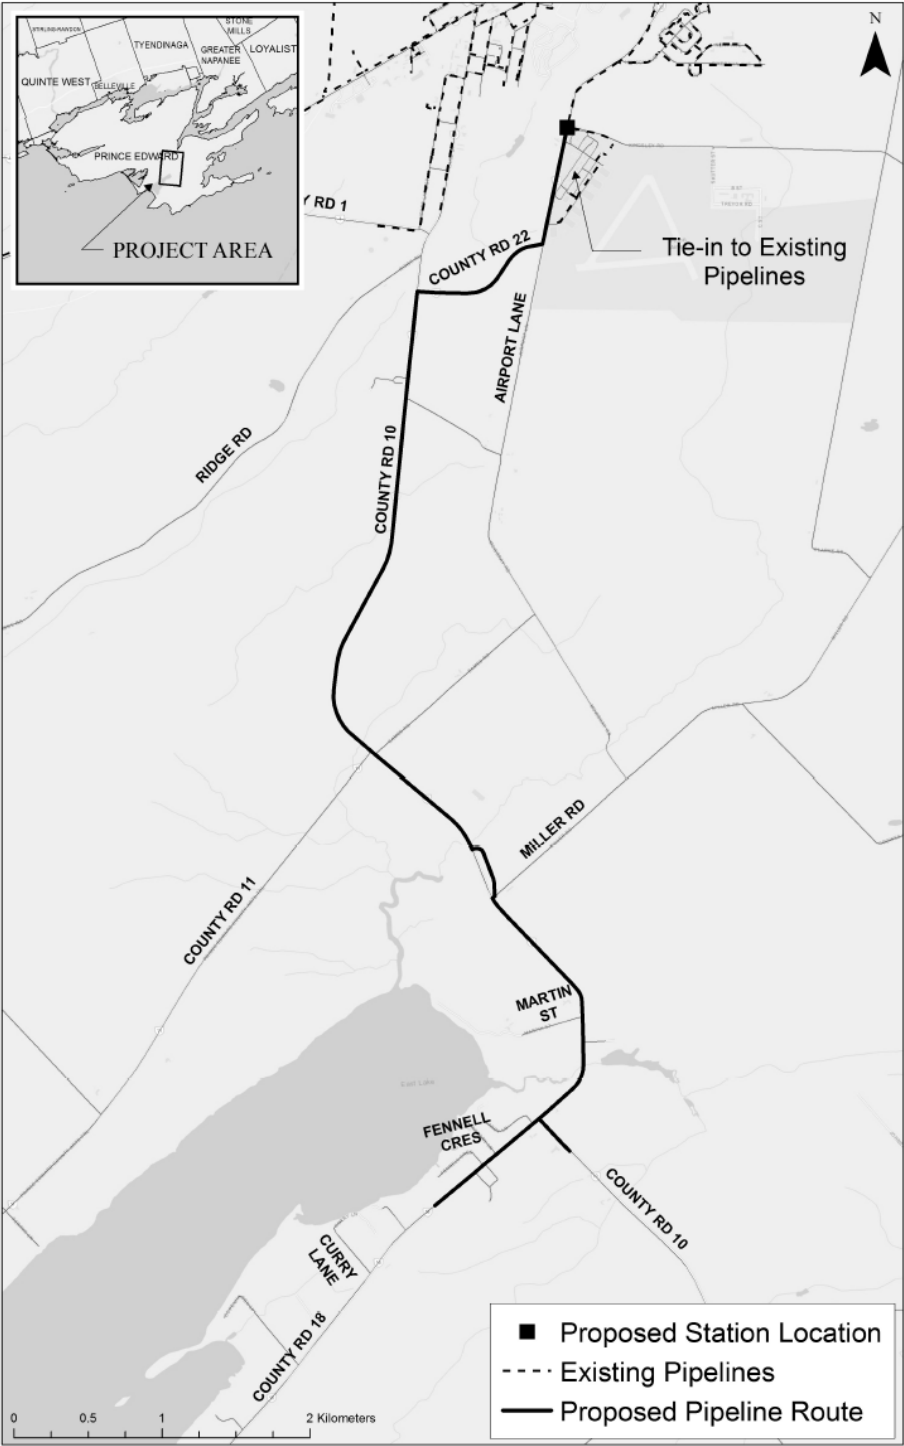 STONE
MILLS
STIRLING-RAWDON
TYENDINAGA
GREATER
NAPANEE
LOYALIST
QUINTE WEST
BELLEVILLE
PRINCE EDWARD
PROJECT AREA
N
Y RD 1
COUNTY RD 22
Tie-in to Existing
Pipelines
AIRPORT LANE
RIDGE RD
COUNTY RD 10
MILLER RD
COUNTY RD 11
MARTIN
ST
East Lake
FENNELL
CRES
COUNTY RD 10
CURRY
LANE
COUNTY RD 18
Proposed Station Location
Existing Pipelines
Proposed Pipeline Route
0 0.5 1 2 Kilometers